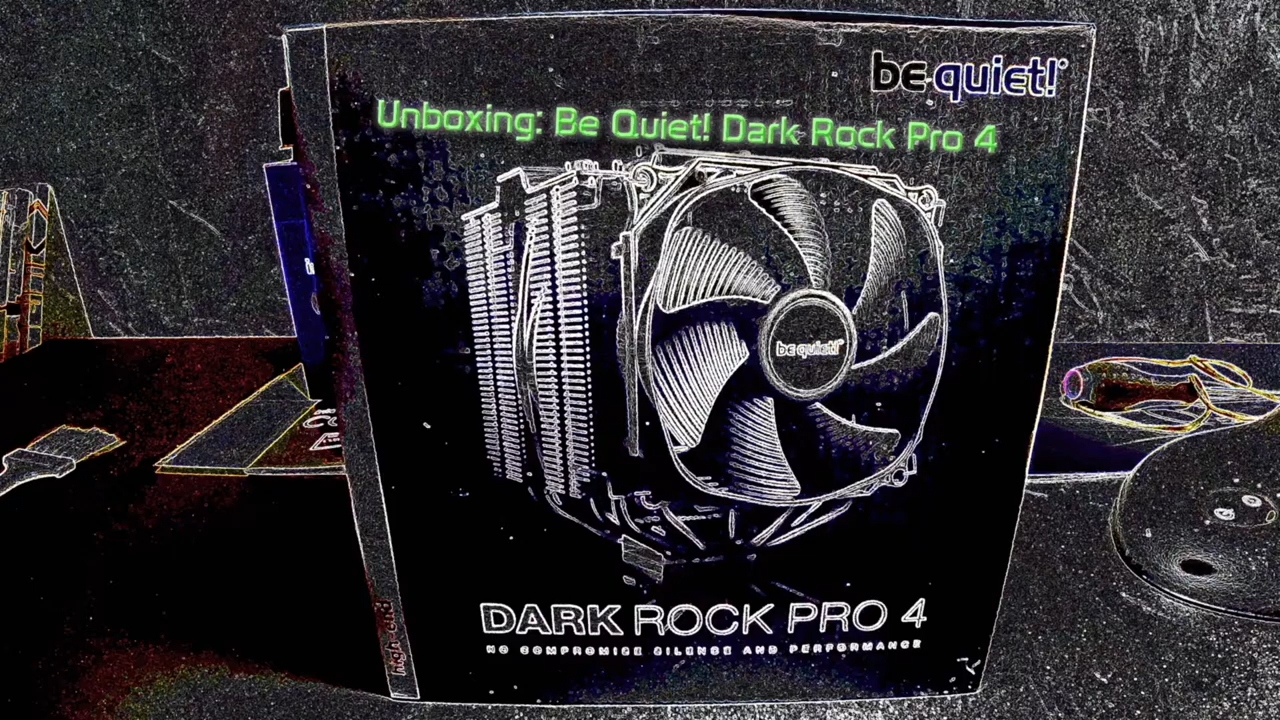 be quiet!
Unboxing: Be Quiet! Dark Rock Pro 4
be quiet!
DARK ROCK PRO 4
NO COMPROMISE SILENCE AND PERFORMANCE
high-end